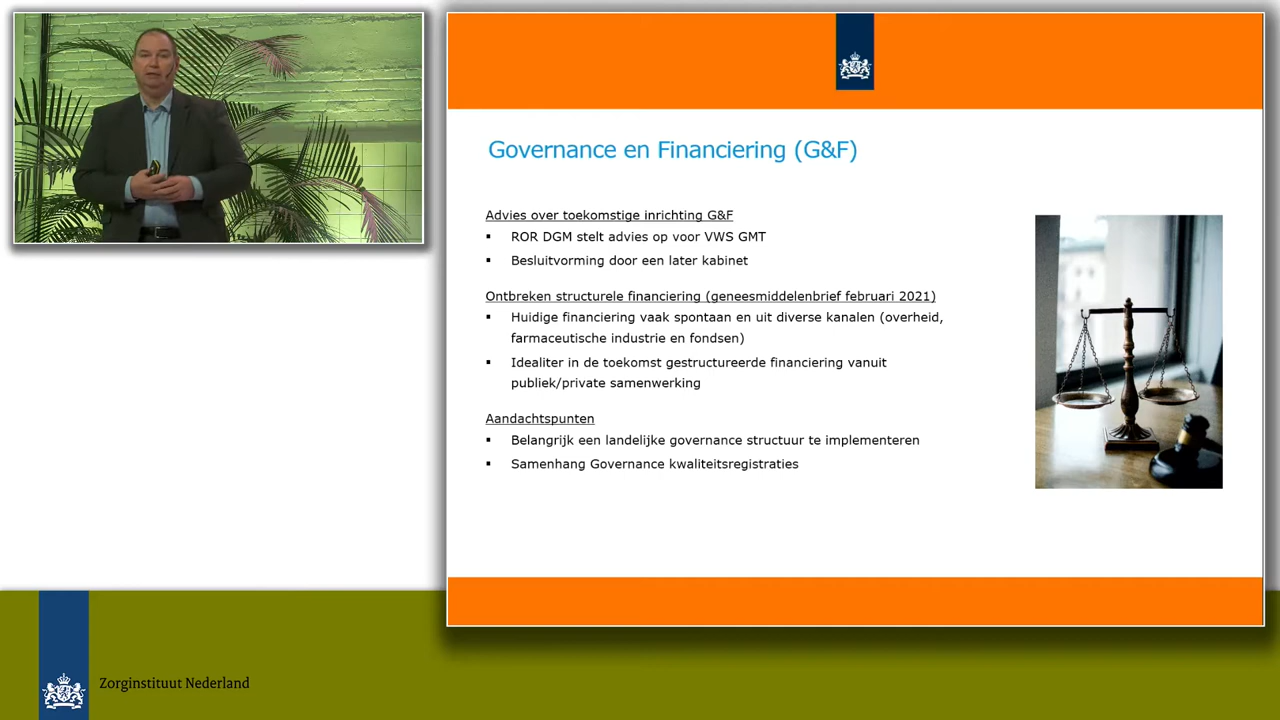 Governance en Financiering (G&F)
Advies over toekomstige inrichting G&F
▪ ROR DGM stelt advies op voor VWS GMT
▪ Besluitvorming door een later kabinet
Ontbreken structurele financiering (geneesmiddelenbrief februari 2021)
▪ Huidige financiering vaak spontaan en uit diverse kanalen (overheid,
farmaceutische industrie en fondsen)
▪ Idealiter in de toekomst gestructureerde financiering vanuit
publiek/private samenwerking
Aandachtspunten
▪ Belangrijk een landelijke governance structuur te implementeren
▪ Samenhang Governance kwaliteitsregistraties
Zorginstituut Nederland